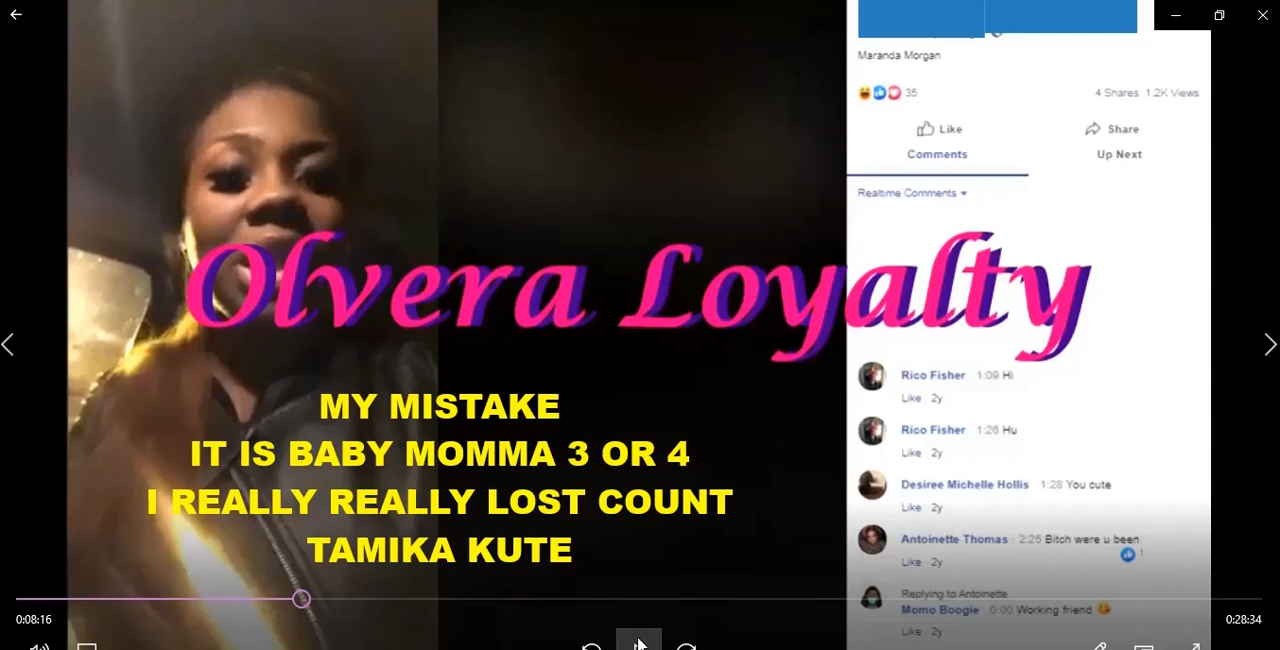 Maranda Morgan
35
4 Shares 1.2K Views
Like Share
Comments Up Next
Realtime Comments
Olvera Loyalty
Rico Fisher 1:09 Hi
Like 2y
MY MISTAKE
Rico Fisher 1:26 Hu
Like 2y
IT IS BABY MOMMA 3 OR 4
Desiree Michelle Hollis 1:28 You cute
Like 2y
I REALLY REALLY LOST COUNT
Antoinette Thomas 2:25 Bitch were u been
1
Like 2y
TAMIKA KUTE
Replying to Antoinette
Momo Boogie 0:00 Working friend
Like 2y
0:08:16
0:28:34